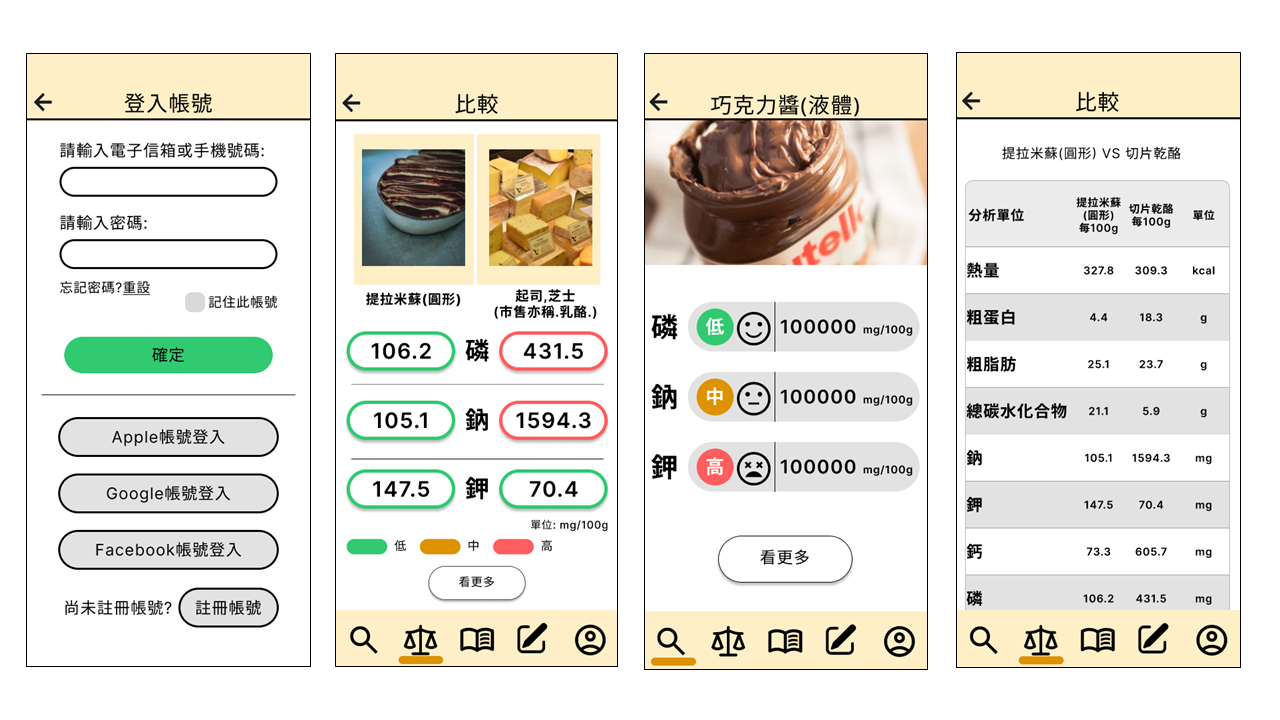 登入帳號
請輸入電子信箱或手機號碼:
請輸入密碼:
忘記密碼?重設
記住此帳號
確定
Apple帳號登入
Google帳號登入
Facebook帳號登入
尚未註冊帳號? 註冊帳號
比較
提拉米蘇(圓形)
起司,芝士
(市售亦稱.乳酪.)
106.2 磷 431.5
105.1 鈉 1594.3
147.5 鉀 70.4
單位: mg/100g
低 中 高
看更多
巧克力醬(液體)
nutella
磷 低 100000 mg/100g
鈉 中 100000 mg/100g
鉀 高 100000 mg/100g
看更多
比較
提拉米蘇(圓形) VS 切片乾酪
分析單位 提拉米蘇(圓形)每100g 切片乾酪每100g 單位
熱量 327.8 309.3 kcal
粗蛋白 4.4 18.3 g
粗脂肪 25.1 23.7 g
總碳水化合物 21.1 5.9 g
鈉 105.1 1594.3 mg
鉀 147.5 70.4 mg
鈣 73.3 605.7 mg
磷 106.2 431.5 mg